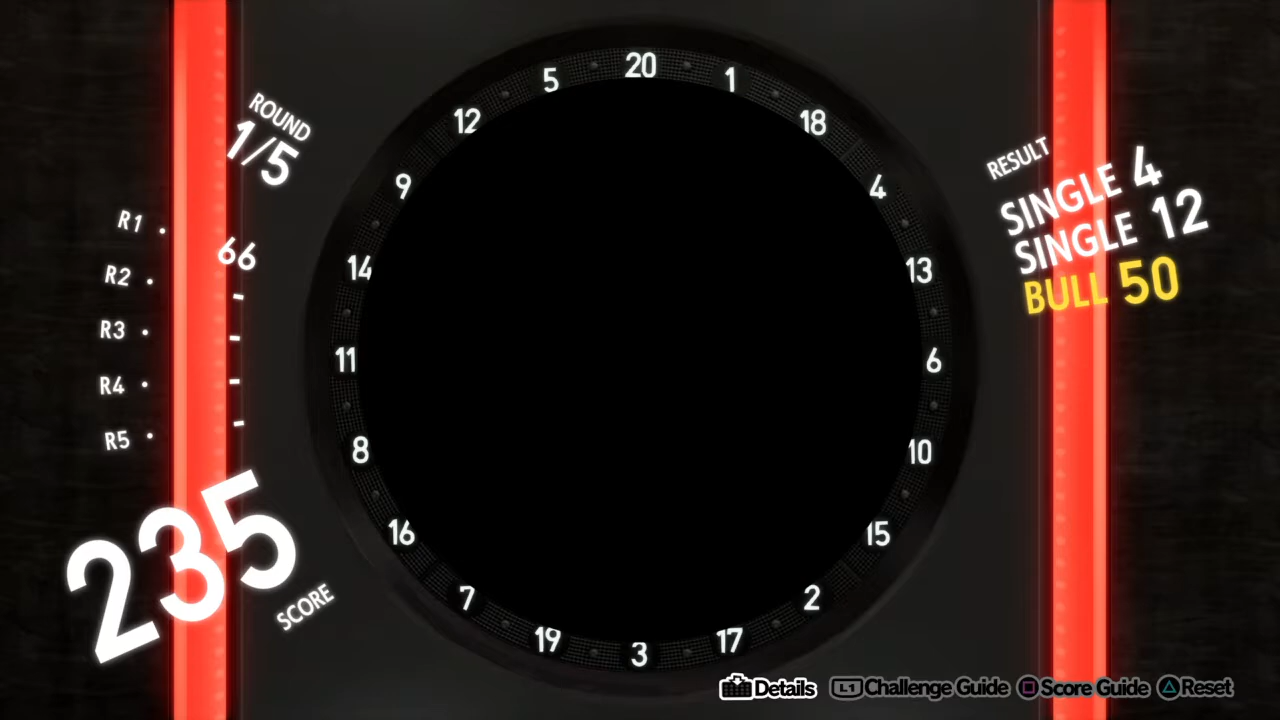 ROUND
1/5
R1
66
R2
-
R3
-
R4
-
R5
-
235
SCORE
20
1
18
4
13
6
10
15
2
17
3
19
7
16
8
11
14
9
12
5
RESULT
SINGLE 4
SINGLE 12
BULL 50
Details
L1 Challenge Guide
Score Guide
Reset